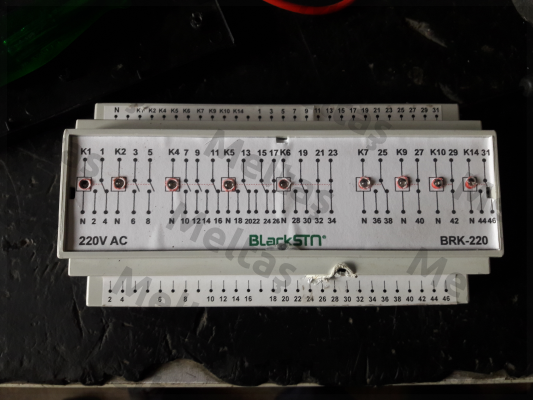 N K1 K2 K4 K5 K6 K7 K9 K10 K14 1 3 5 7 9 11 13 15 17 19 21 23 25 27 29 31
K1 1 K2 3 5 K4 7 9 11 13 K5 15 17 K6 19 21 23 K7 25 K9 27 K10 29 K14 31
N 2 4 N 6 8 N 10 12 14 16 N 18 20 22 24 26 N 28 30 32 34 N 36 38 N 40 N 42 N 44 46
220V AC BLackSTN® BRK-220
2 4 6 8 10 12 14 16 18 20 22 24 26 28 30 32 34 36 38 40 42 44 46
Meltas
Meltas
Meltas
Meltas
Meltas